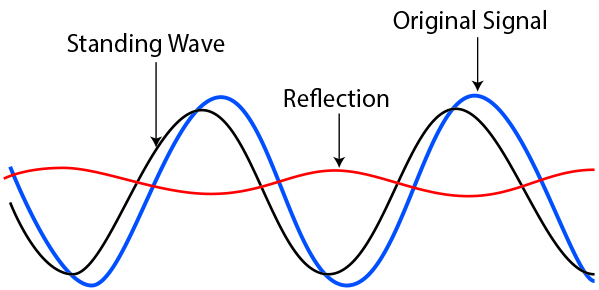 Original Signal
Standing Wave
Reflection